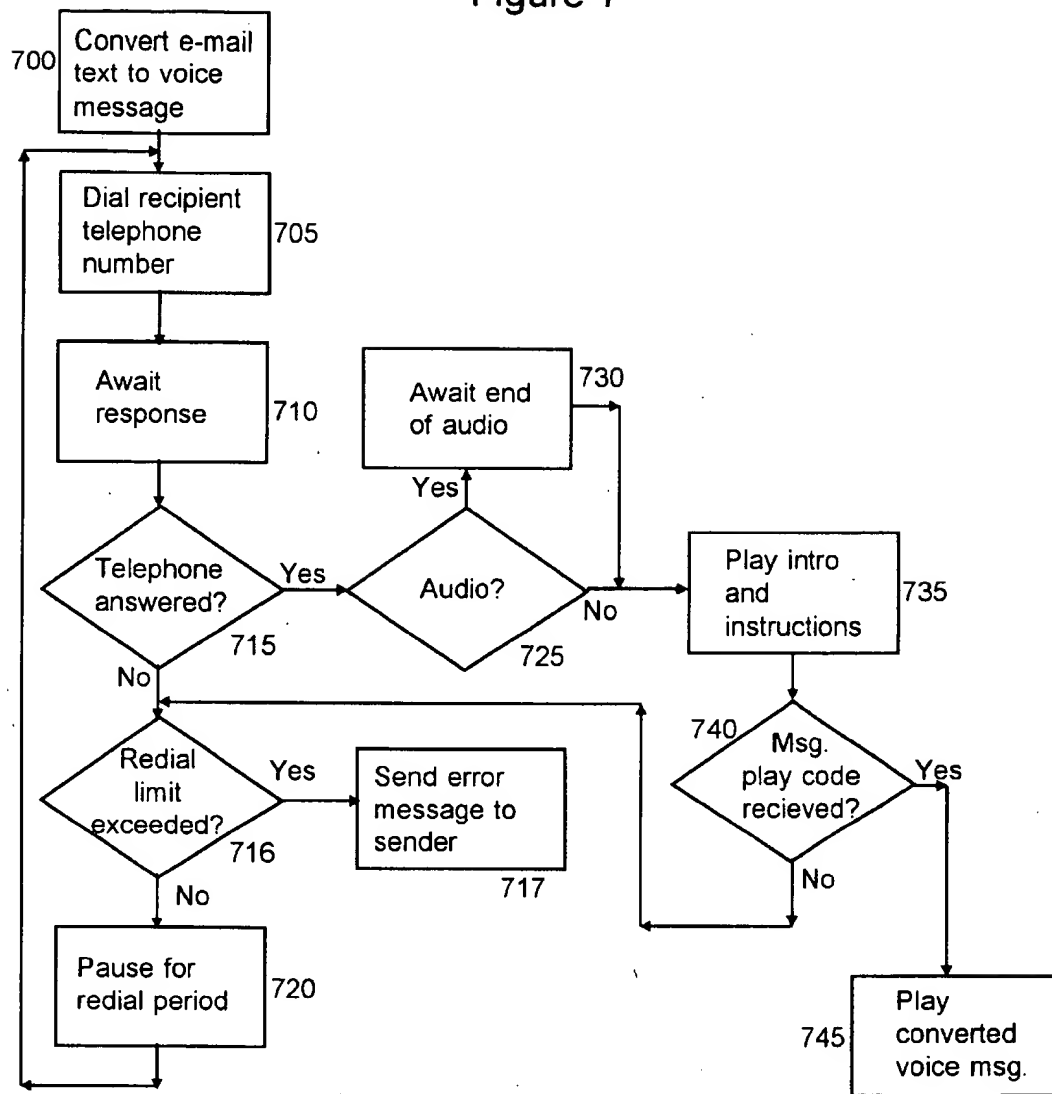 Figure 7
Convert e-mail
text to voice
message
700
Dial recipient
telephone
number
705
Await
response
710
Telephone
answered?
715
Yes
No
Audio?
725
Yes
No
Await end
of audio
730
Play intro
and
instructions
735
Msg.
play code
recieved?
740
Yes
No
Redial
limit
exceeded?
716
Yes
No
Send error
message to
sender
717
Pause for
redial period
720
Play
converted
voice msg.
745